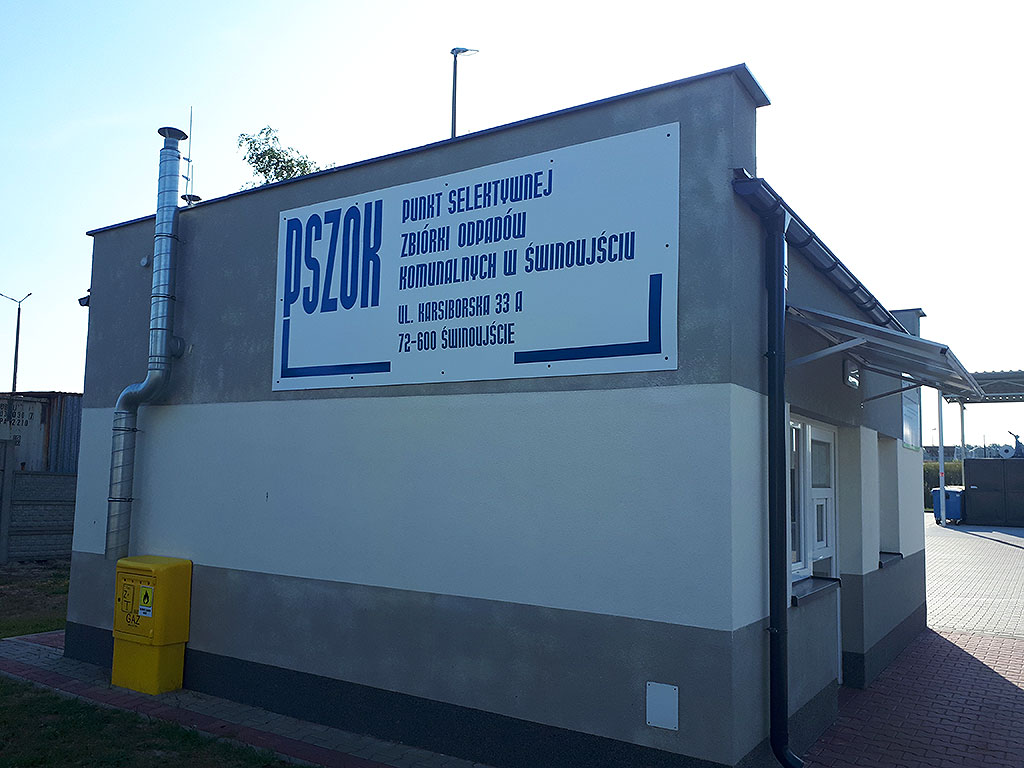 PSZOK
PUNKT SELEKTYWNEJ
ZBIÓRKI ODPADÓW
KOMUNALNYCH W ŚWINOUJŚCIU
UL. KARSIBORSKA 33 A
72-600 ŚWINOUJŚCIE
GAZ